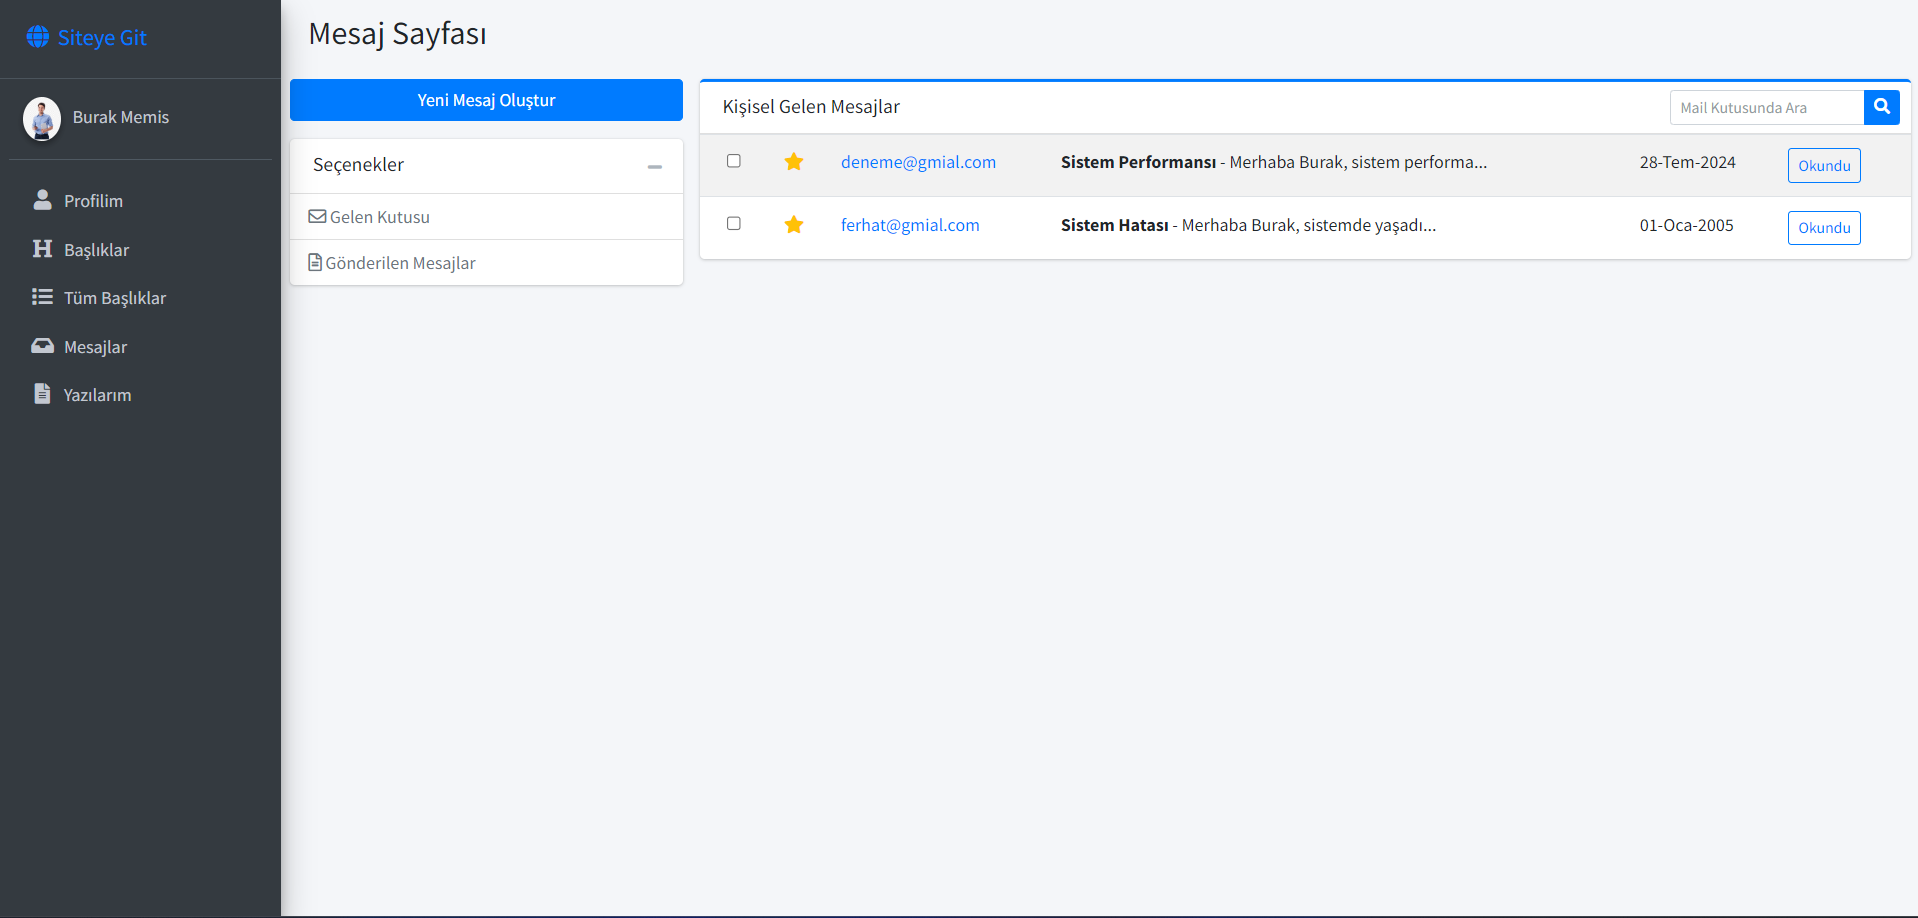 Siteye Git
Burak Memis
Profilim
Başlıklar
Tüm Başlıklar
Mesajlar
Yazılarım
Mesaj Sayfası
Yeni Mesaj Oluştur
Seçenekler
Gelen Kutusu
Gönderilen Mesajlar
Kişisel Gelen Mesajlar
Mail Kutusunda Ara
deneme@gmial.com Sistem Performansı - Merhaba Burak, sistem performa... 28-Tem-2024 Okundu
ferhat@gmial.com Sistem Hatası - Merhaba Burak, sistemde yaşadı... 01-Oca-2005 Okundu